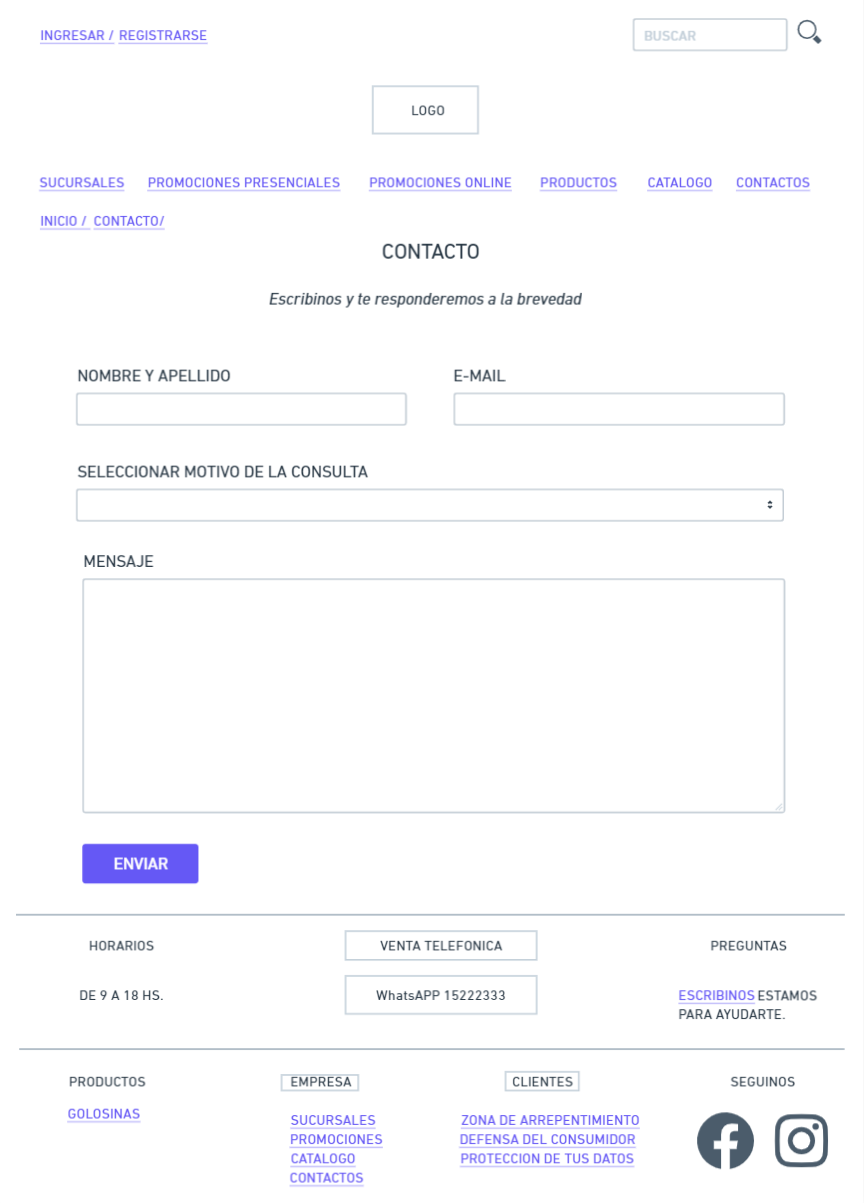 INGRESAR / REGISTRARSE
BUSCAR
LOGO
SUCURSALES PROMOCIONES PRESENCIALES PROMOCIONES ONLINE PRODUCTOS CATALOGO CONTACTOS
INICIO / CONTACTO/
CONTACTO
Escribinos y te responderemos a la brevedad
NOMBRE Y APELLIDO
E-MAIL
SELECCIONAR MOTIVO DE LA CONSULTA
MENSAJE
ENVIAR
HORARIOS
DE 9 A 18 HS.
VENTA TELEFONICA
WhatsAPP 15222333
PREGUNTAS
ESCRIBINOS ESTAMOS
PARA AYUDARTE.
PRODUCTOS
GOLOSINAS
EMPRESA
SUCURSALES
PROMOCIONES
CATALOGO
CONTACTOS
CLIENTES
ZONA DE ARREPENTIMIENTO
DEFENSA DEL CONSUMIDOR
PROTECCION DE TUS DATOS
SEGUINOS